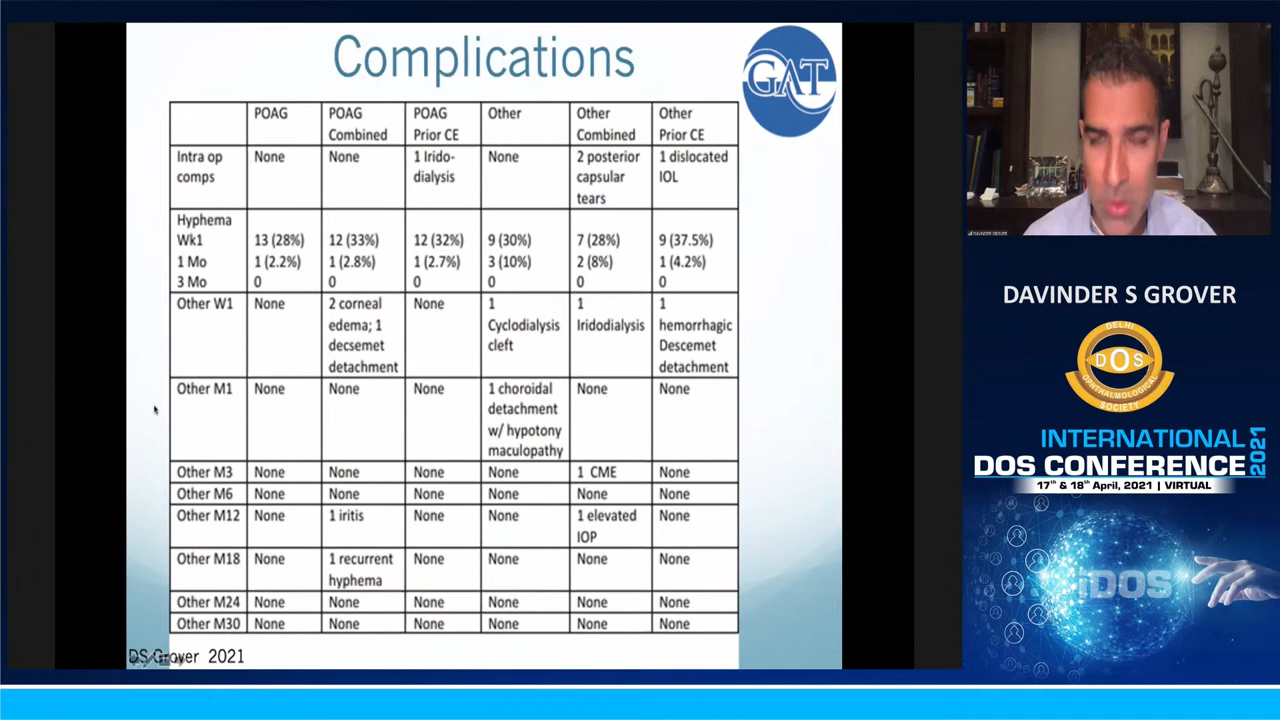 Complications
GAT
POAG | POAG Combined | POAG Prior CE | Other | Other Combined | Other Prior CE
Intra op comps | None | None | 1 Irido-dialysis | None | 2 posterior capsular tears | 1 dislocated IOL
Hyphema
Wk1 | 13 (28%) | 12 (33%) | 12 (32%) | 9 (30%) | 7 (28%) | 9 (37.5%)
1 Mo | 1 (2.2%) | 1 (2.8%) | 1 (2.7%) | 3 (10%) | 2 (8%) | 1 (4.2%)
3 Mo | 0 | 0 | 0 | 0 | 0 | 0
Other W1 | None | 2 corneal edema; 1 decsemet detachment | None | 1 Cyclodialysis cleft | 1 Iridodialysis | 1 hemorrhagic Descemet detachment
Other M1 | None | None | None | 1 choroidal detachment w/ hypotony maculopathy | None | None
Other M3 | None | None | None | None | 1 CME | None
Other M6 | None | None | None | None | None | None
Other M12 | None | 1 iritis | None | None | 1 elevated IOP | None
Other M18 | None | 1 recurrent hyphema | None | None | None | None
Other M24 | None | None | None | None | None | None
Other M30 | None | None | None | None | None | None
DS Grover 2021
DAVINDER GROVER
DAVINDER S GROVER
DELHI
DOS
OPHTHALMOLOGICAL
SOCIETY
INTERNATIONAL
DOS CONFERENCE
2021
17th & 18th April, 2021 | VIRTUAL
iDOS